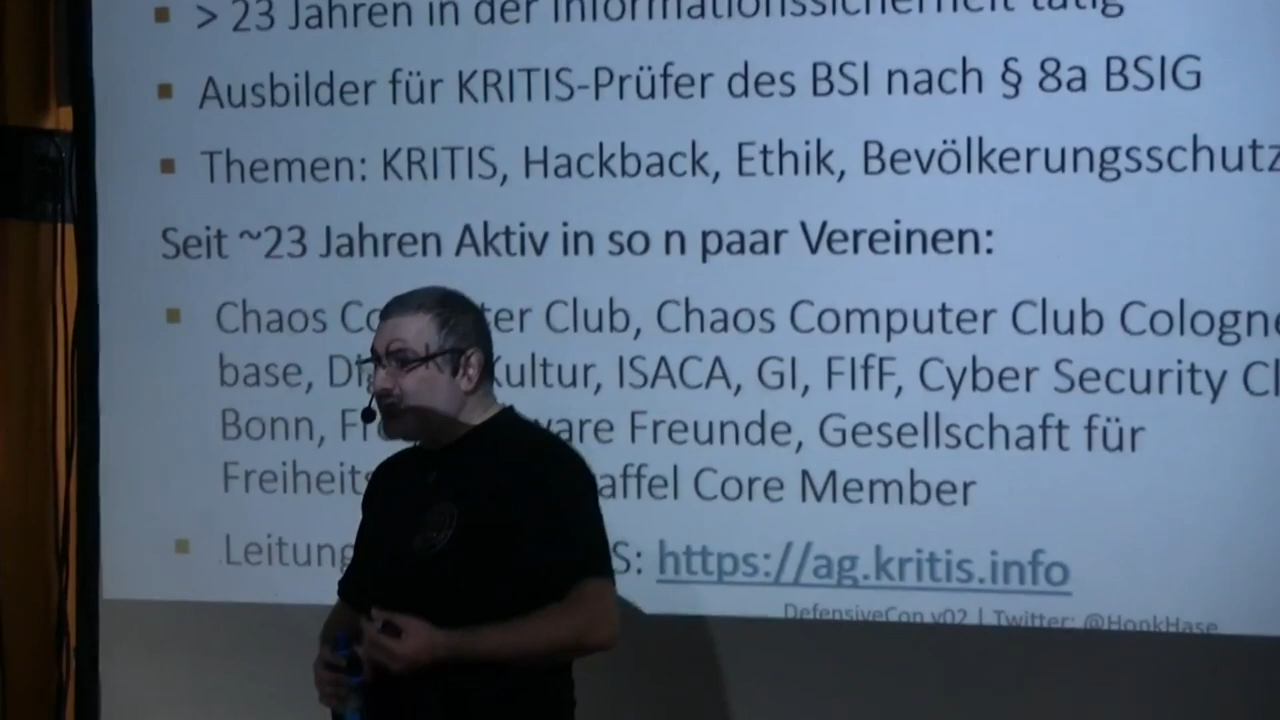 > 23 Jahren in der Informationssicherheit tätig
Ausbilder für KRITIS-Prüfer des BSI nach § 8a BSIG
Themen: KRITIS, Hackback, Ethik, Bevölkerungsschutz
Seit ~23 Jahren Aktiv in so n paar Vereinen:
Chaos er Club, Chaos Computer Club Cologne
base, Kultur, ISACA, GI, FIfF, Cyber Security
Bonn, Freunde, Gesellschaft für
Freiheits affel Core Member
Leitung S: https://ag.kritis.info
DefensiveCon v02 | Twitter: @HonkHase